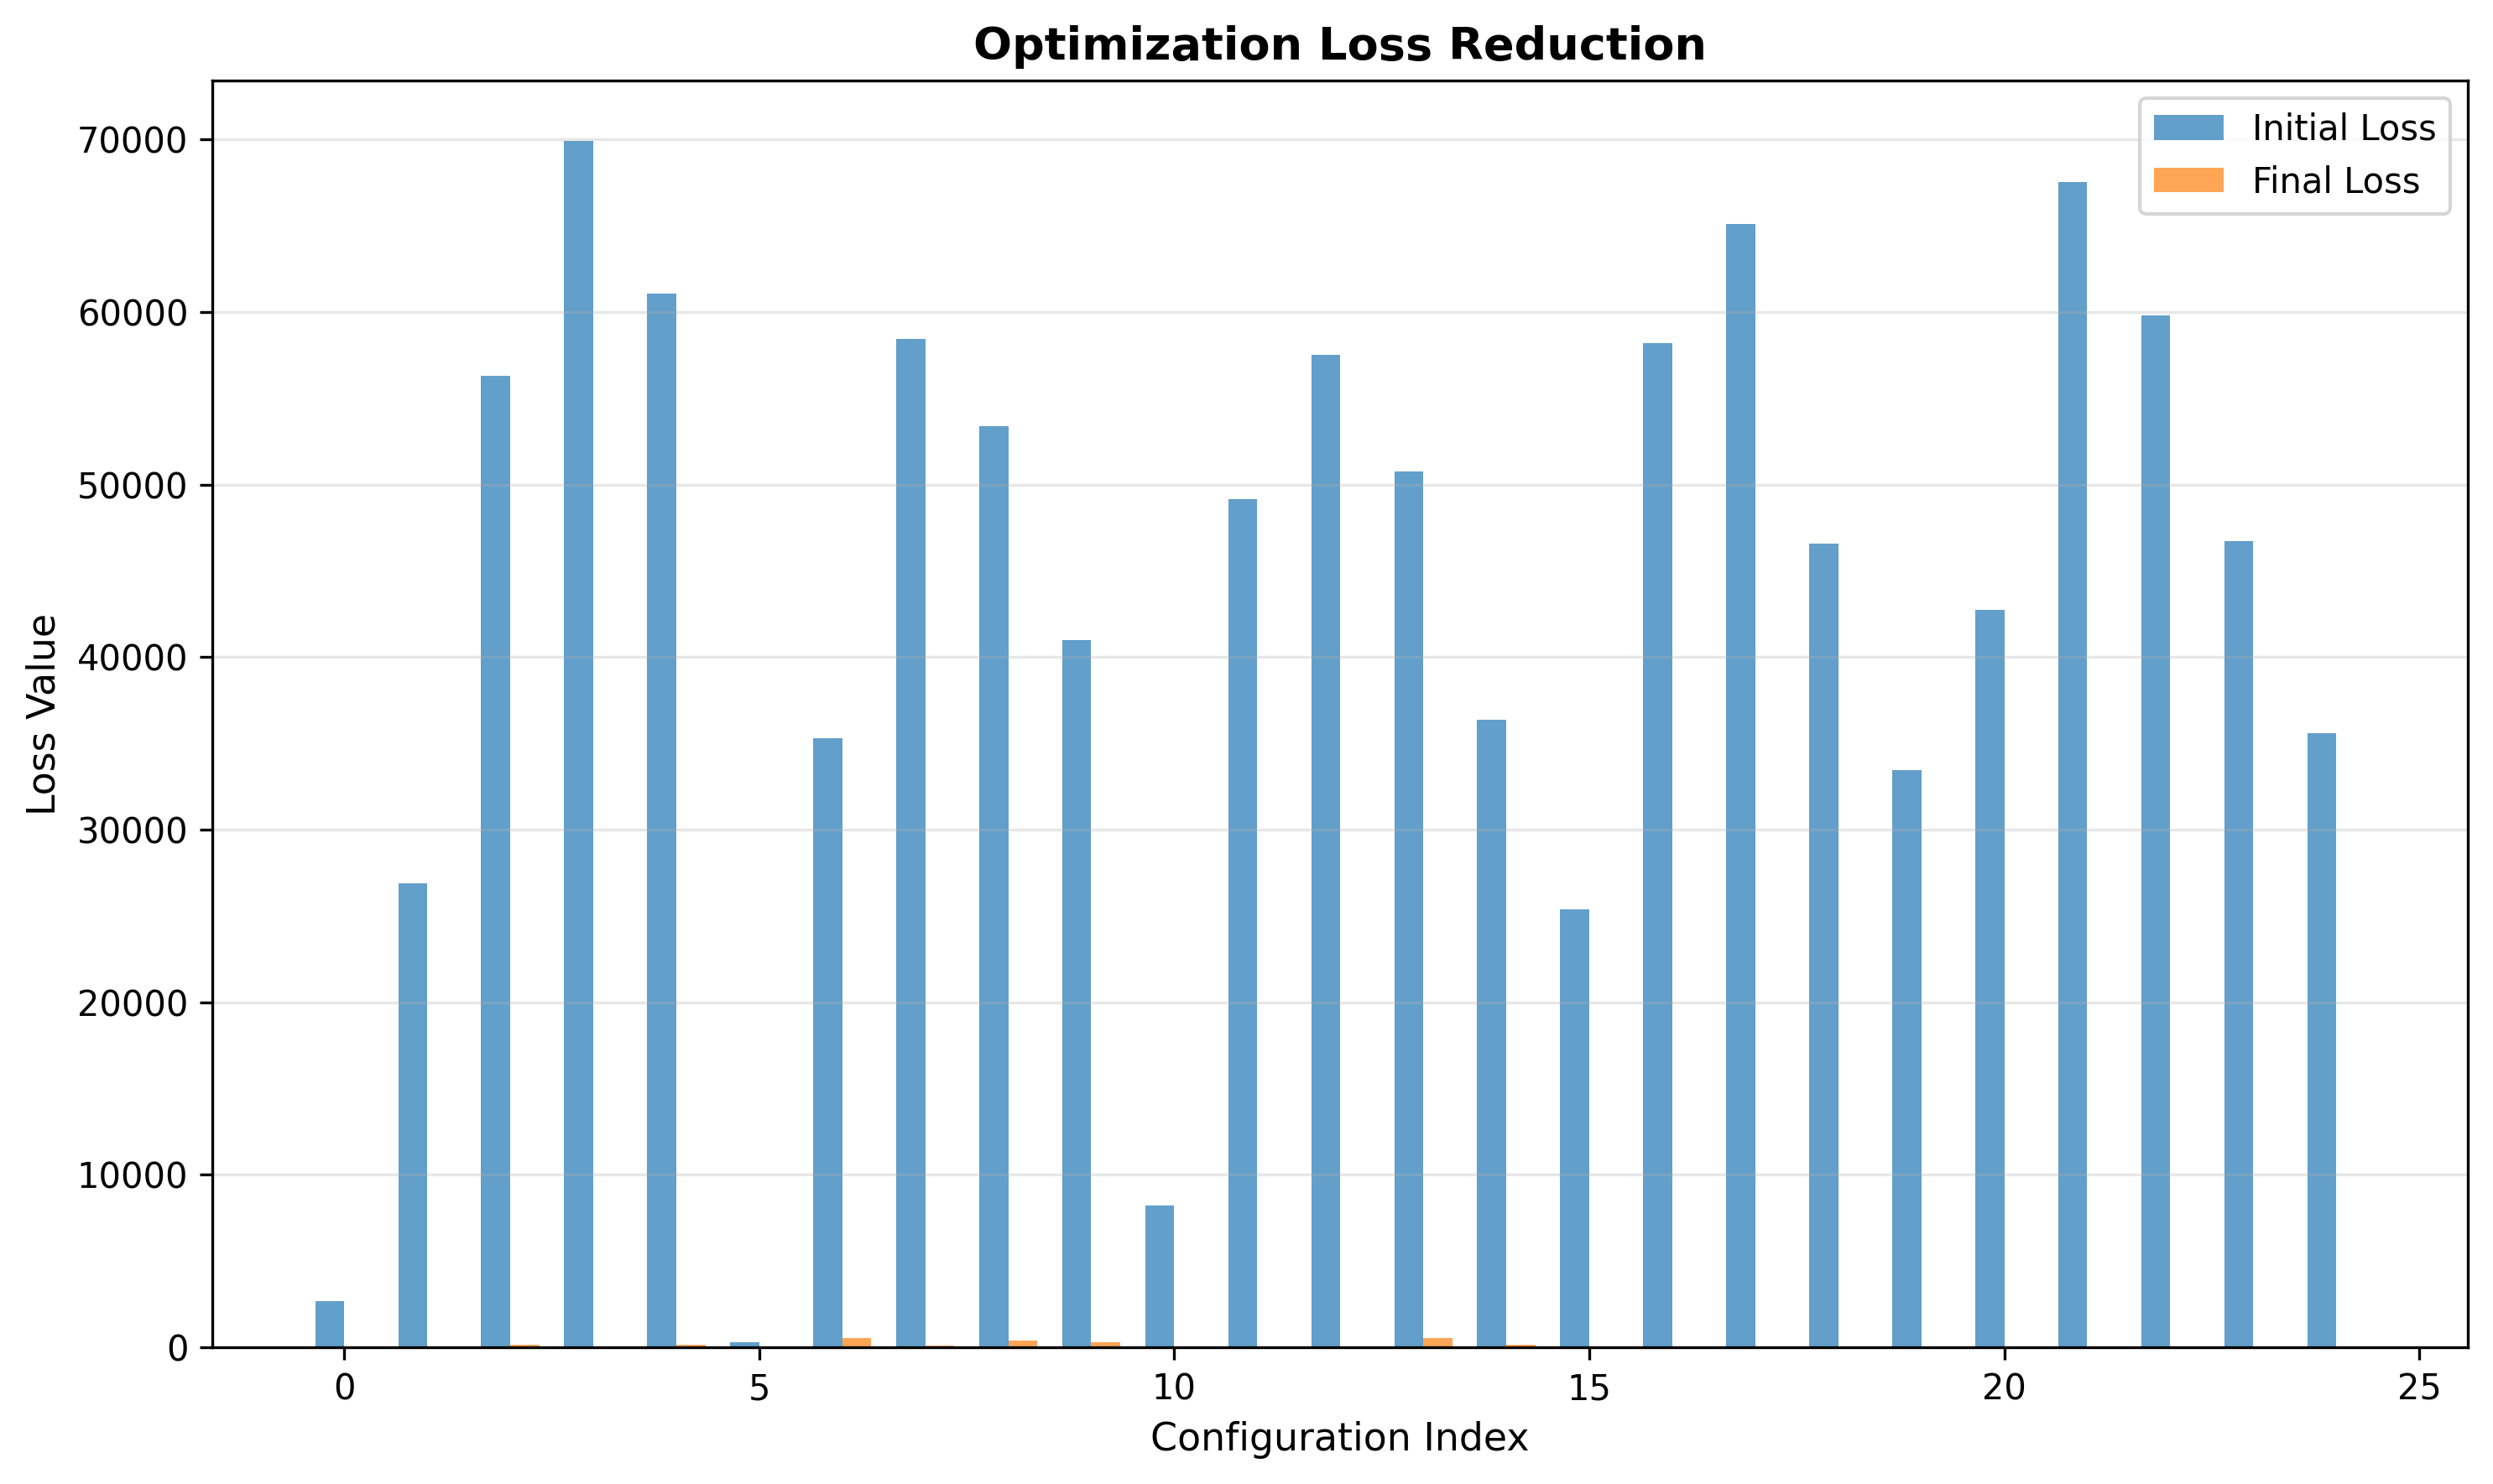 Optimization Loss Reduction
Initial Loss
Final Loss
Loss Value
70000
60000
50000
40000
30000
20000
10000
0
0 5 10 15 20 25
Configuration Index